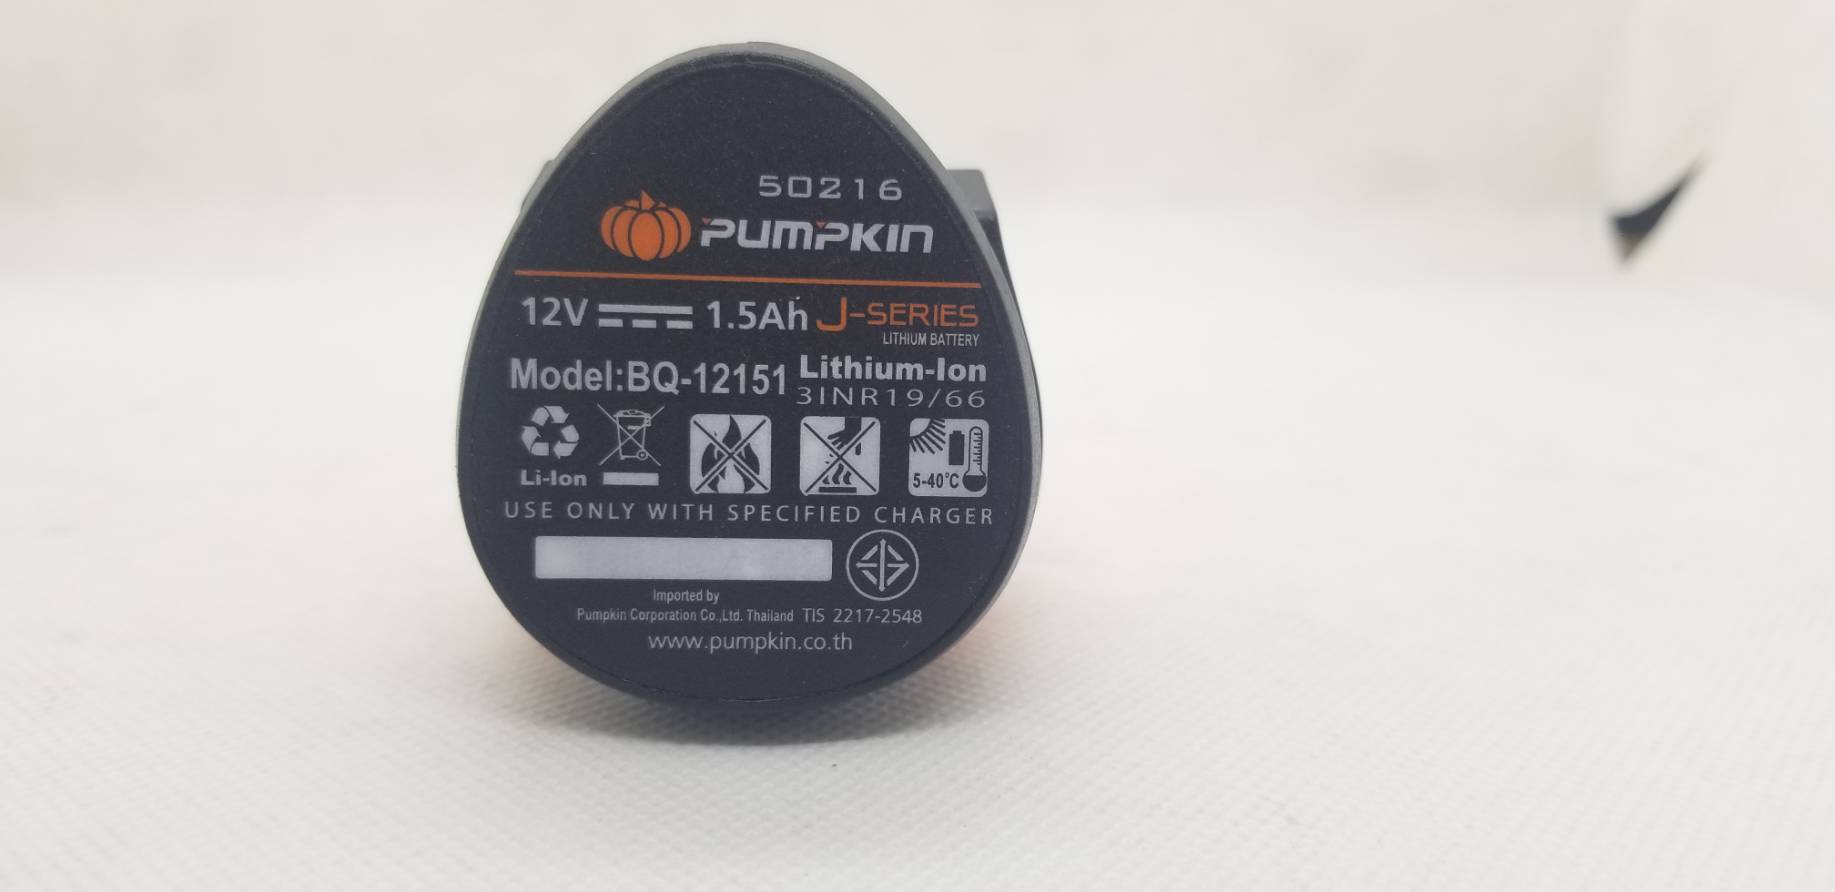 50216
PUMPKIN
12V 1.5Ah J-SERIES
LITHIUM BATTERY
Model:BQ-12151 Lithium-Ion
3INR19/66
Li-Ion
5-40°C
USE ONLY WITH SPECIFIED CHARGER
Imported by
Pumpkin Corporation Co.,Ltd. Thailand TIS 2217-2548
www.pumpkin.co.th